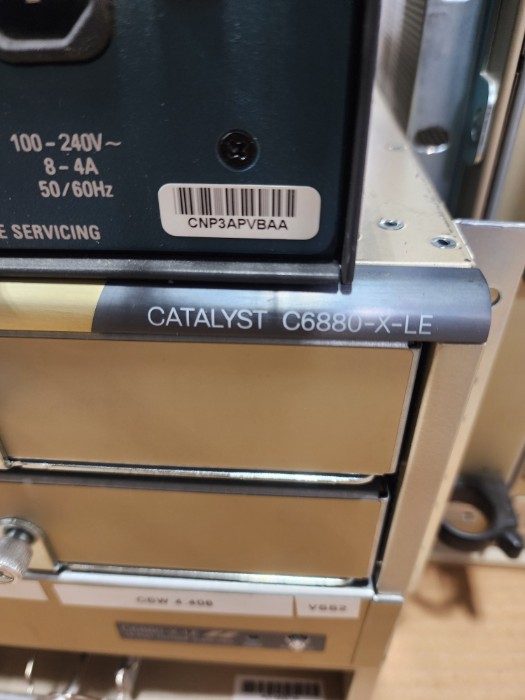 100-240V~
8-4A
50/60Hz
E SERVICING
CNP3APVBAA
CATALYST C6880-X-LE